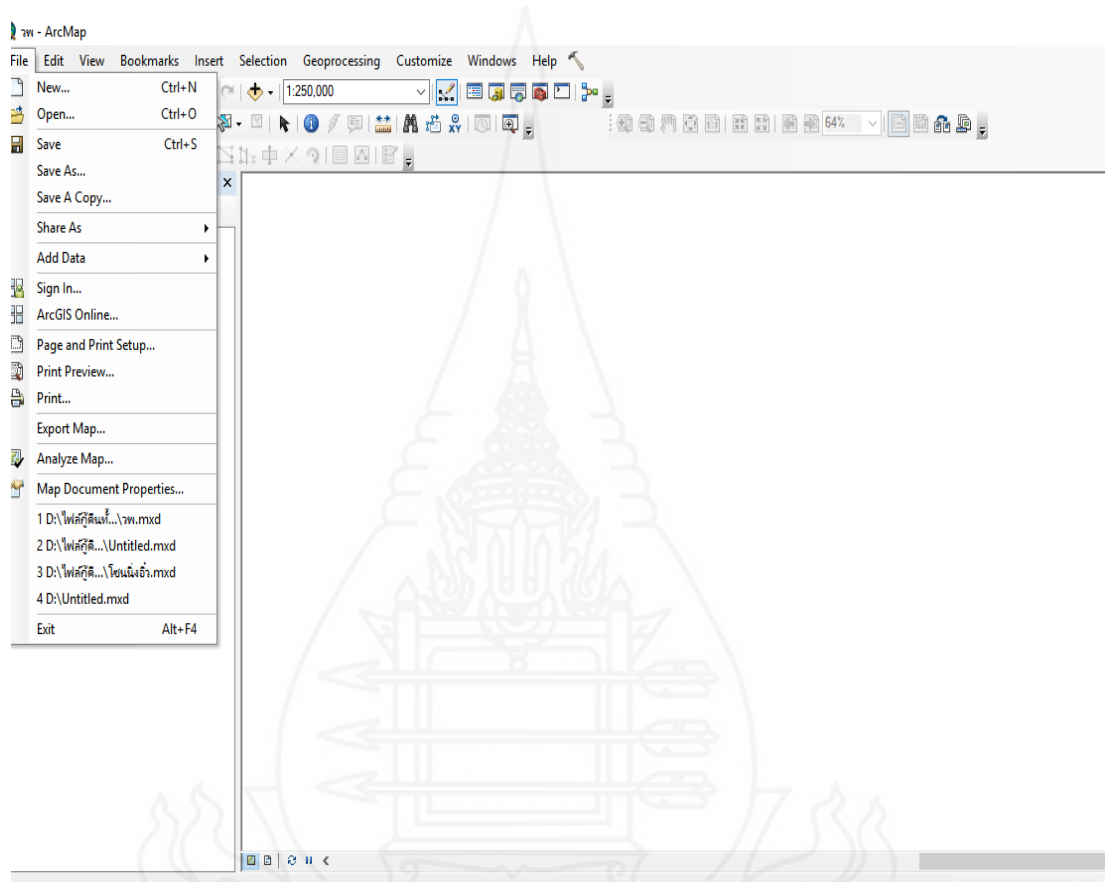 วพ - ArcMap
File Edit View Bookmarks Insert Selection Geoprocessing Customize Windows Help
New... Ctrl+N
1:250,000
Open... Ctrl+O
64%
Save Ctrl+S
Save As...
Save A Copy...
Share As
Add Data
Sign In...
ArcGIS Online...
Page and Print Setup...
Print Preview...
Print...
Export Map...
Analyze Map...
Map Document Properties...
1 D:\ไฟล์กู้ดินทั้...\วพ.mxd
2 D:\ไฟล์กู้ดิ...\Untitled.mxd
3 D:\ไฟล์กู้ดิ...\โซนนิ่งอิ่ว.mxd
4 D:\Untitled.mxd
Exit Alt+F4